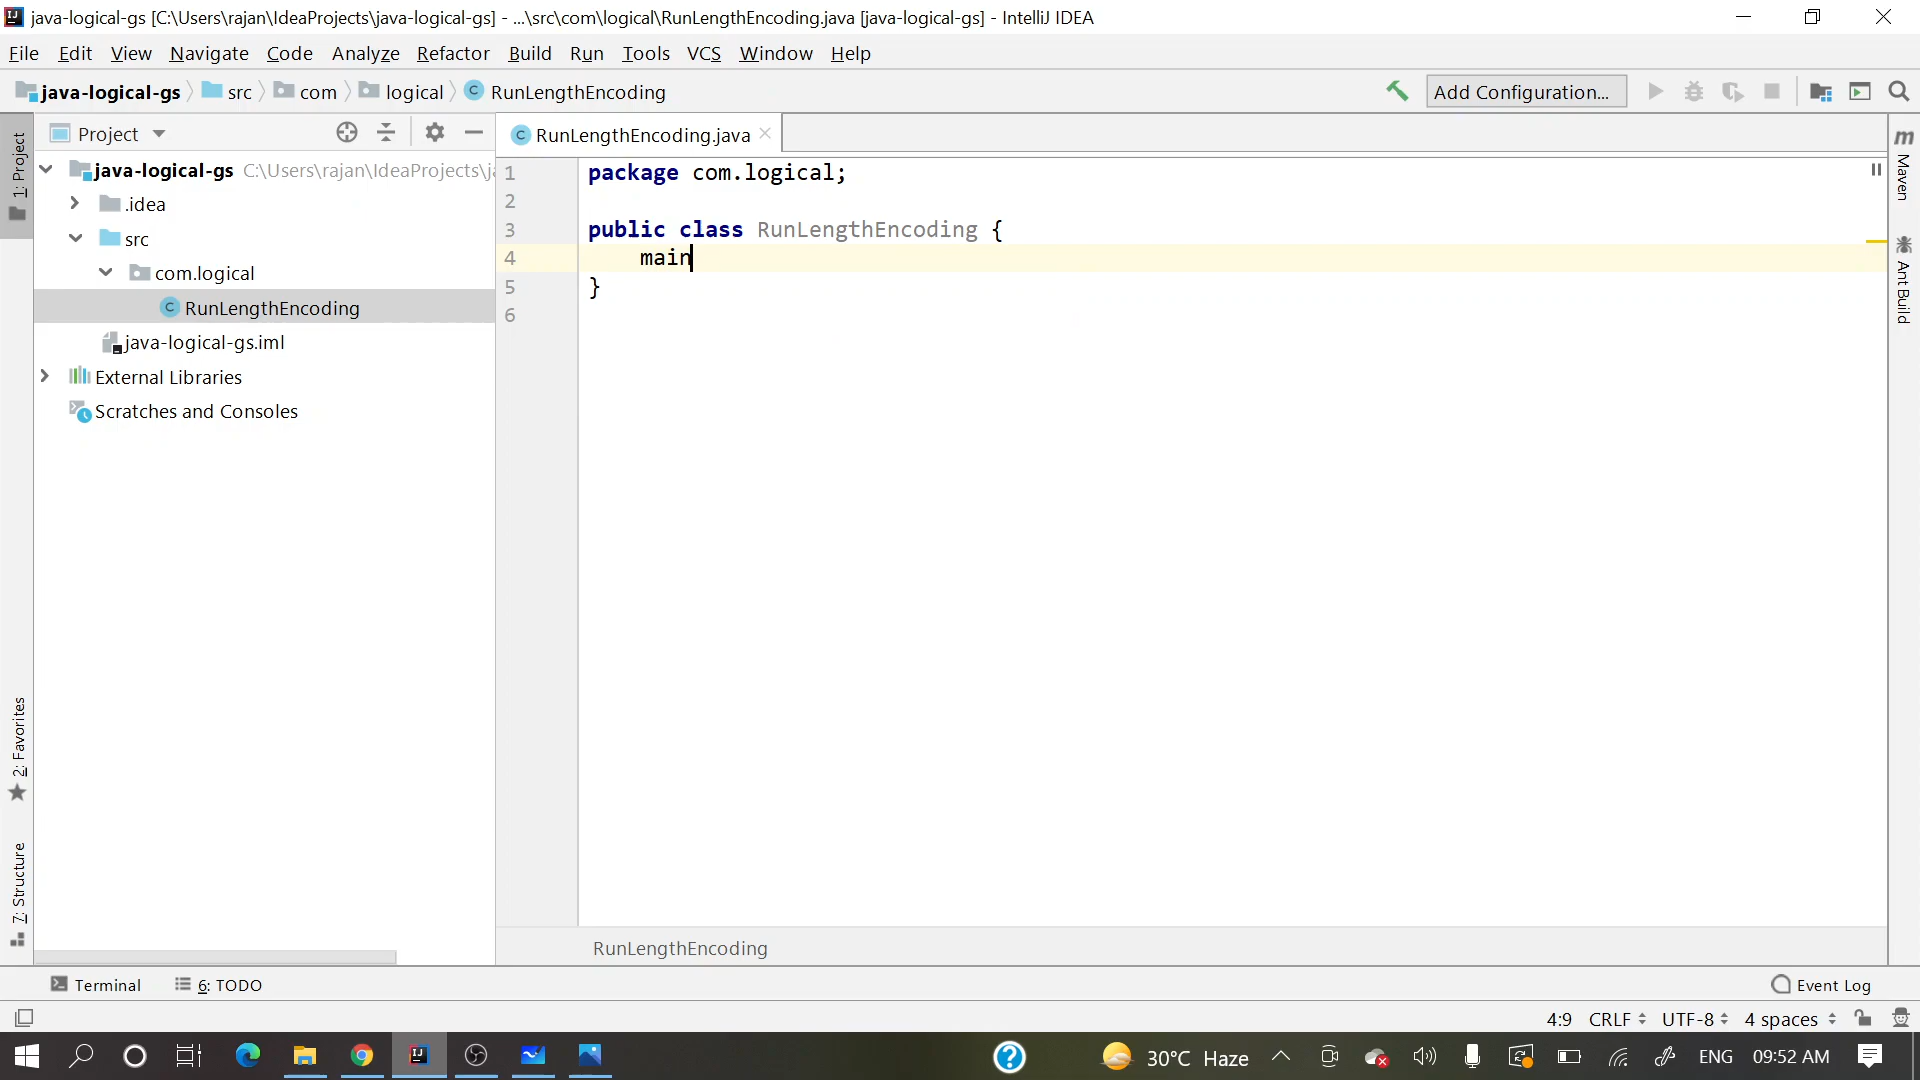 java-logical-gs [C:\Users\rajan\IdeaProjects\java-logical-gs] - ...\src\com\logical\RunLengthEncoding.java [java-logical-gs] - IntelliJ IDEA
File Edit View Navigate Code Analyze Refactor Build Run Tools VCS Window Help
java-logical-gs src com logical RunLengthEncoding Add Configuration...
Project
RunLengthEncoding.java
java-logical-gs C:\Users\rajan\IdeaProjects\j
.idea
src
com.logical
RunLengthEncoding
java-logical-gs.iml
External Libraries
Scratches and Consoles
1 package com.logical;
2
3 public class RunLengthEncoding {
4 main
5 }
6
RunLengthEncoding
1: Project
2: Favorites
7: Structure
m Maven
Ant Build
Terminal 6: TODO Event Log
4:9 CRLF UTF-8 4 spaces
30°C Haze ENG 09:52 AM